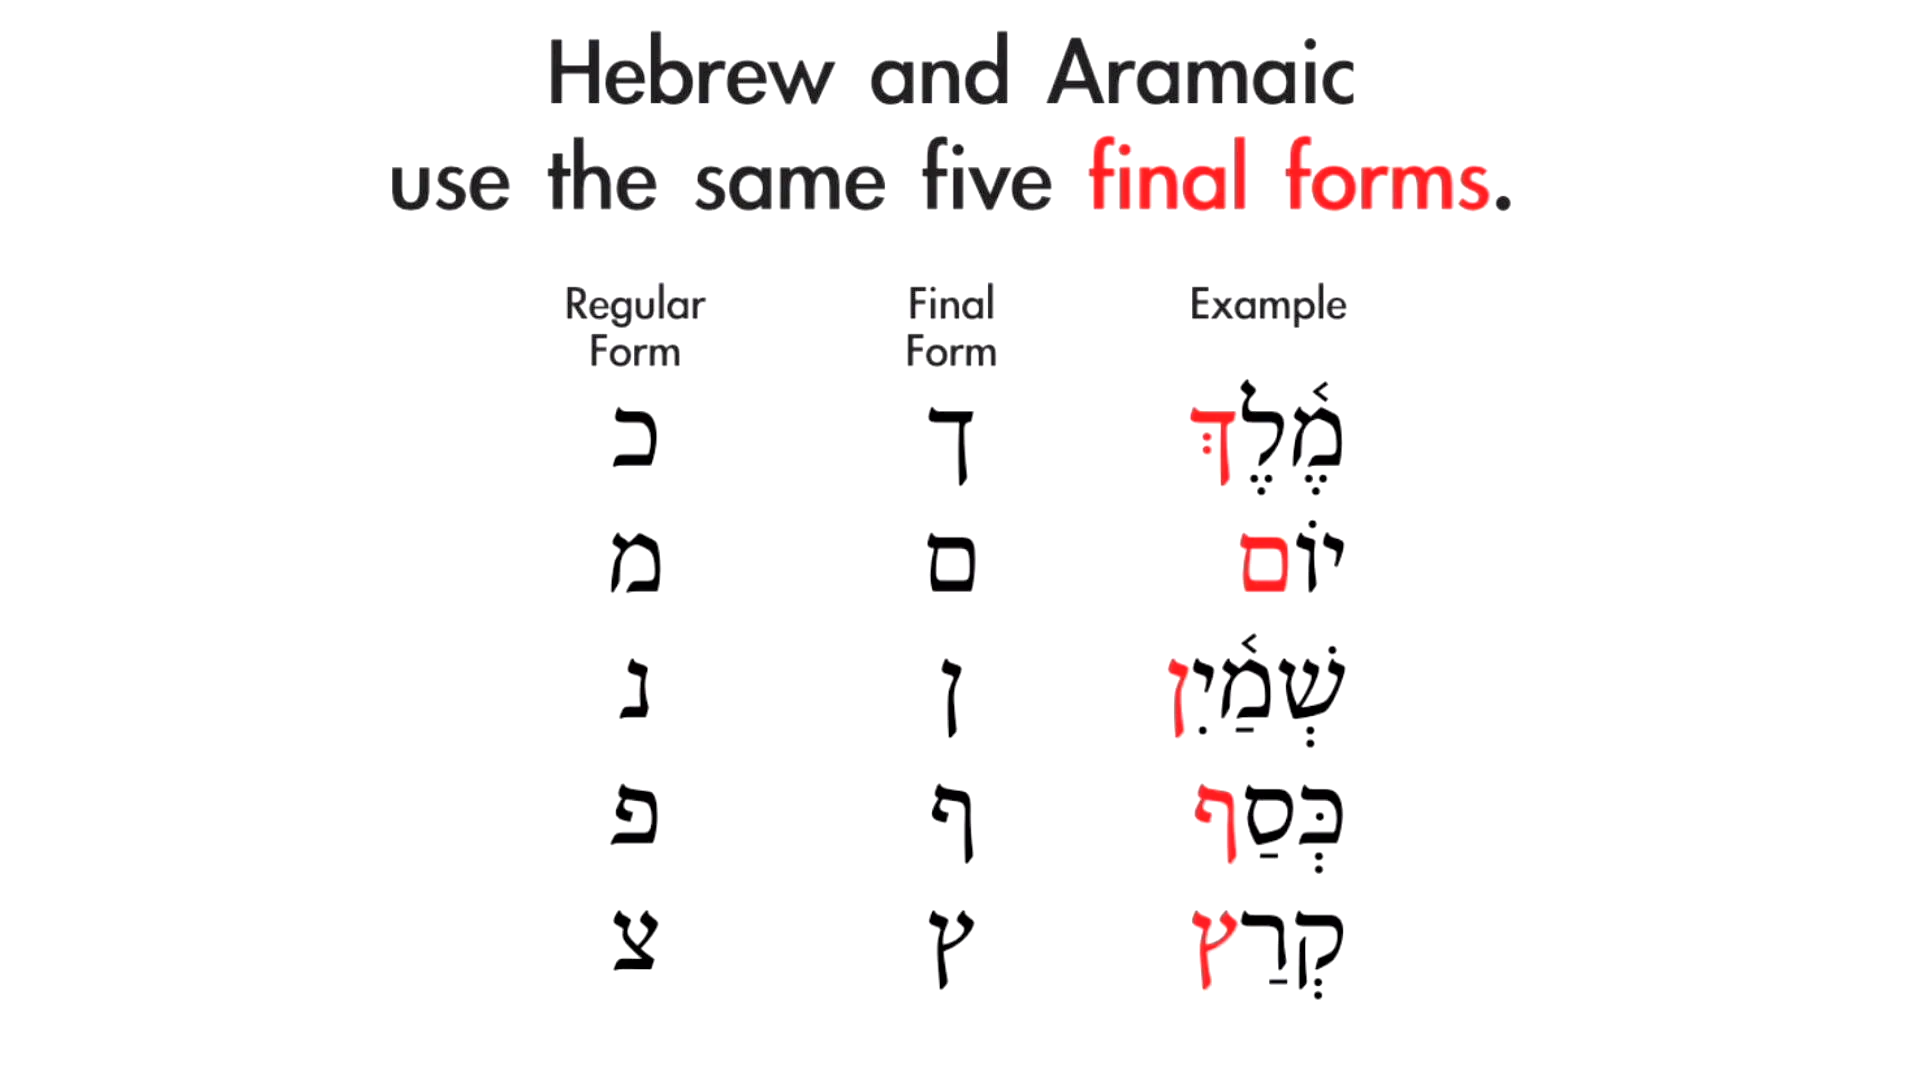 Hebrew and Aramaic
use the same five final forms.
Regular Form	Final Form	Example
כ	ך	מֶ֫לֶךְ
מ	ם	יוֹם
נ	ן	שְׁמַ֫יִן
פ	ף	כְּסַף
צ	ץ	קְרַץ